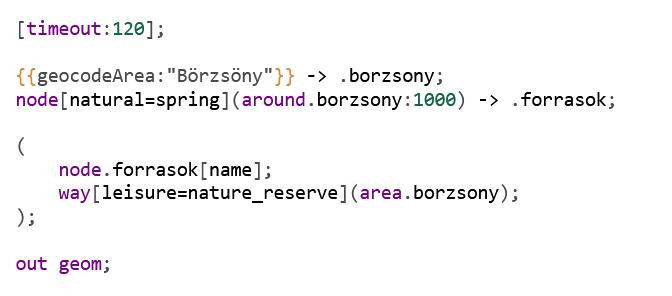 [timeout:120];
{{geocodeArea:"Börzsöny"}} -> .borzsony;
node[natural=spring](around.borzsony:1000) -> .forrasok;
(
node.forrasok[name];
way[leisure=nature_reserve](area.borzsony);
);
out geom;